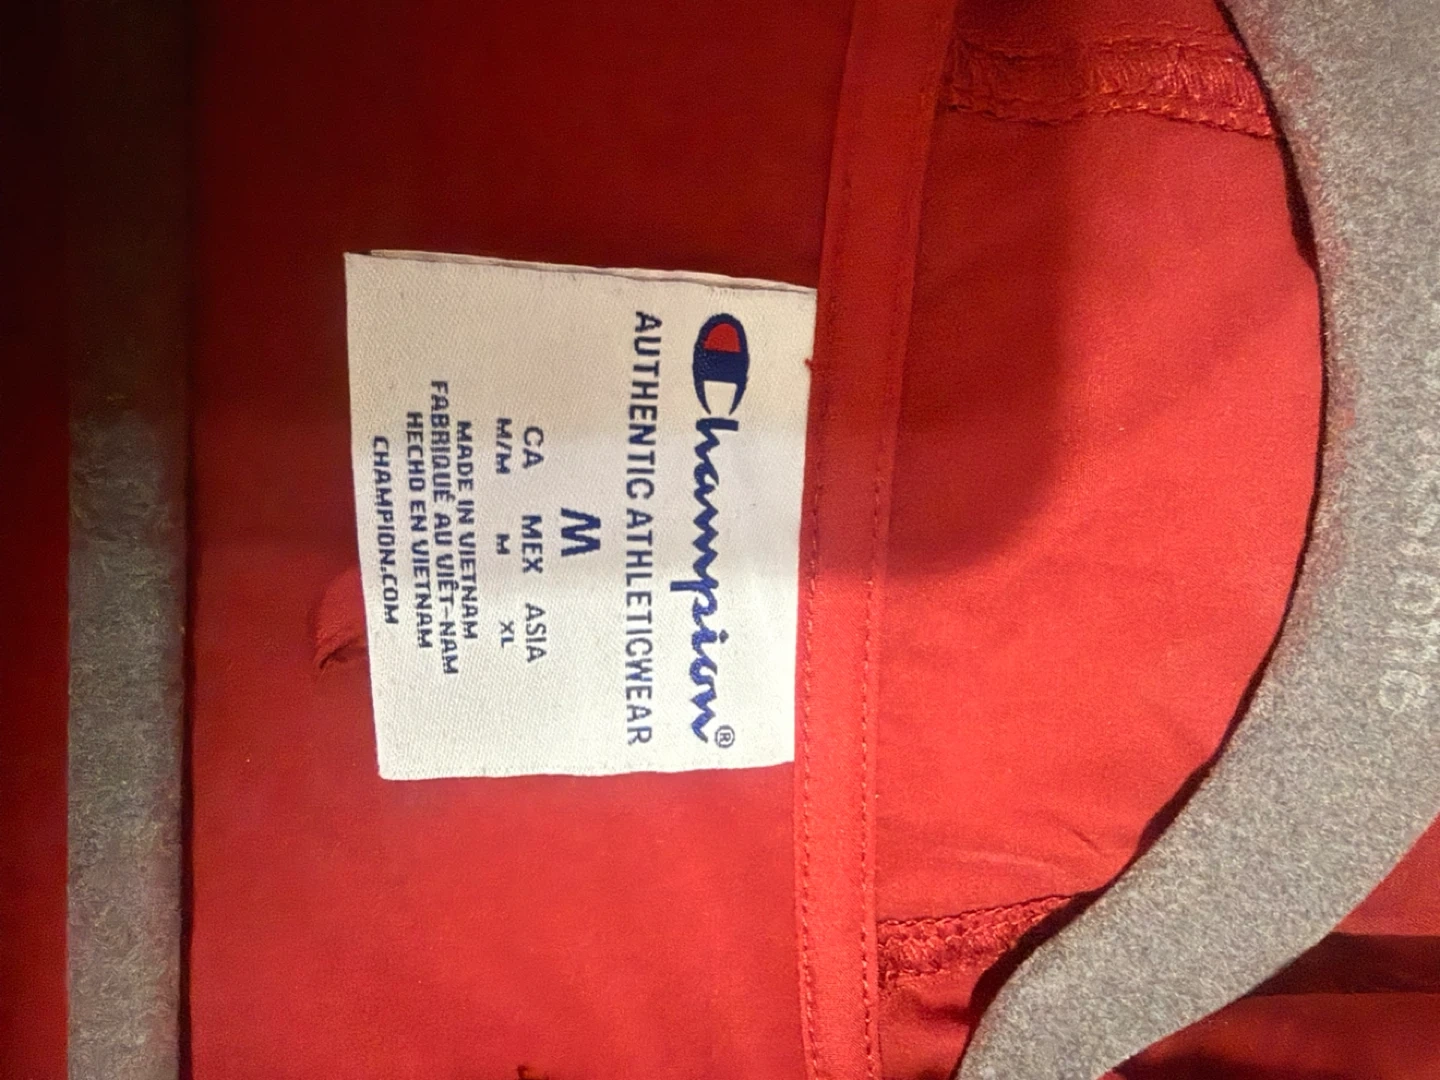 Champion®
AUTHENTIC ATHLETICWEAR
M
CA MEX ASIA
M/M M XL
MADE IN VIETNAM
FABRIQUÉ AU VIÊT-NAM
HECHO EN VIETNAM
CHAMPION.COM